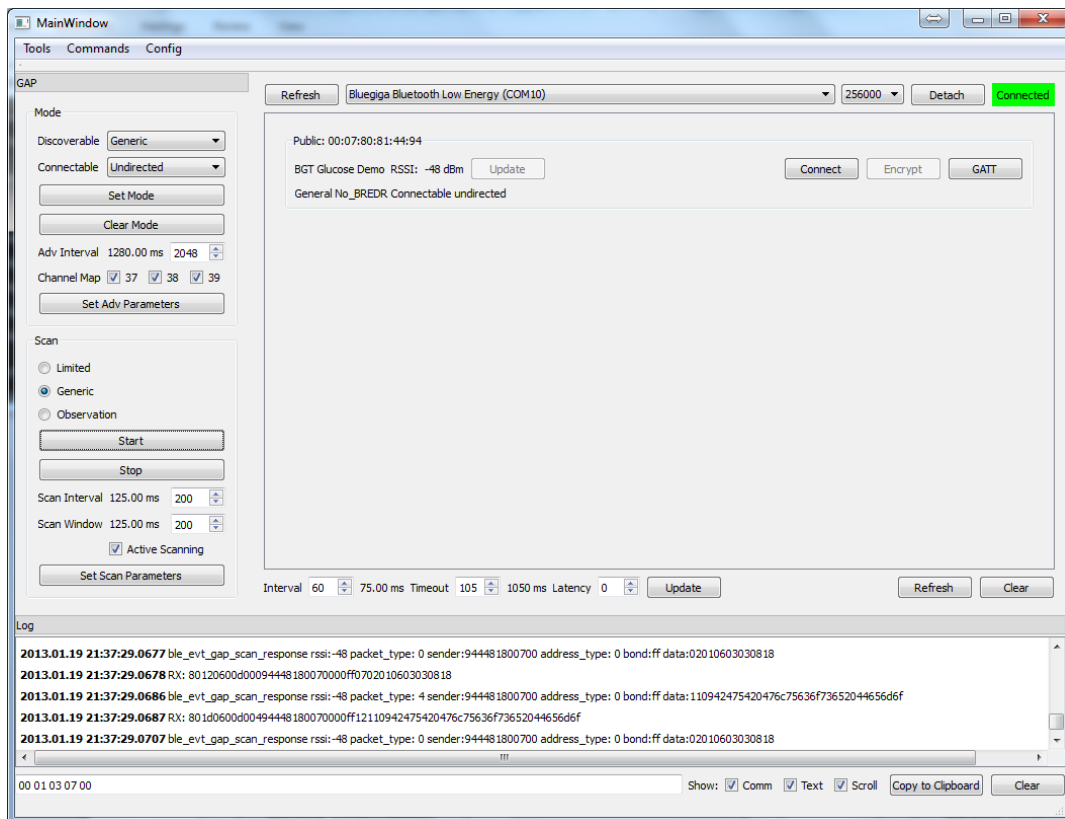 MainWindow
Tools Commands Config
GAP
Mode
Discoverable Generic
Connectable Undirected
Set Mode
Clear Mode
Adv Interval 1280.00 ms 2048
Channel Map 37 38 39
Set Adv Parameters
Scan
Limited
Generic
Observation
Start
Stop
Scan Interval 125.00 ms 200
Scan Window 125.00 ms 200
Active Scanning
Set Scan Parameters
Refresh Bluegiga Bluetooth Low Energy (COM10) 256000 Detach Connected
Public: 00:07:80:81:44:94
BGT Glucose Demo RSSI: -48 dBm Update Connect Encrypt GATT
General No_BREDR Connectable undirected
Interval 60 75.00 ms Timeout 105 1050 ms Latency 0 Update Refresh Clear
Log
2013.01.19 21:37:29.0677 ble_evt_gap_scan_response rssi:-48 packet_type: 0 sender:944481800700 address_type: 0 bond:ff data:02010603030818
2013.01.19 21:37:29.0678 RX: 80120600d00094448180070000ff0702010603030818
2013.01.19 21:37:29.0686 ble_evt_gap_scan_response rssi:-48 packet_type: 4 sender:944481800700 address_type: 0 bond:ff data:110942475420476c75636f73652044656d6f
2013.01.19 21:37:29.0687 RX: 801d0600d00494448180070000ff12110942475420476c75636f73652044656d6f
2013.01.19 21:37:29.0707 ble_evt_gap_scan_response rssi:-48 packet_type: 0 sender:944481800700 address_type: 0 bond:ff data:02010603030818
00 01 03 07 00 Show: Comm Text Scroll Copy to Clipboard Clear